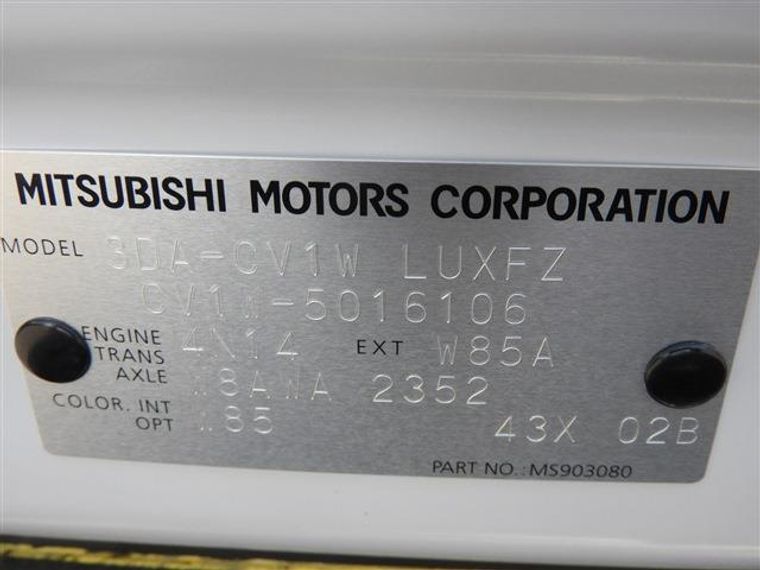 MITSUBISHI MOTORS CORPORATION
MODEL 3DA-CV1W LUXFZ
CV1W-5016106
ENGINE 4N14 EXT W85A
TRANS AXLE W8AWA 2352
COLOR. INT OPT W85 43X 02B
PART NO.: MS903080